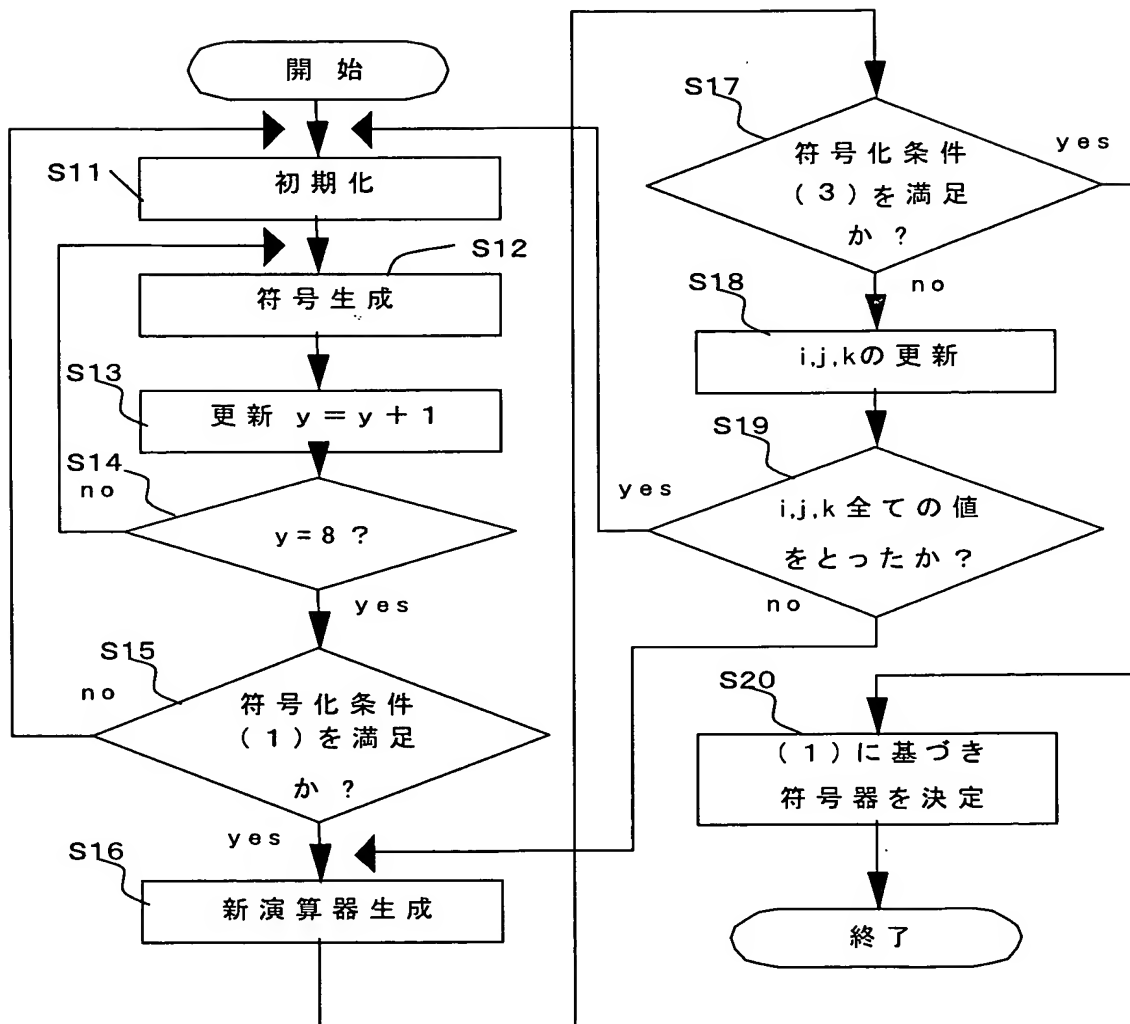 開始
S11
初期化
S12
符号生成
S13
更新 y=y+1
S14
no
y=8?
yes
S15
no
符号化条件
(1)を満足
か?
yes
S16
新演算器生成
S17
符号化条件
(3)を満足
か?
yes
no
S18
i,j,kの更新
S19
yes
i,j,k 全ての値
をとったか?
no
S20
(1)に基づき
符号器を決定
終了